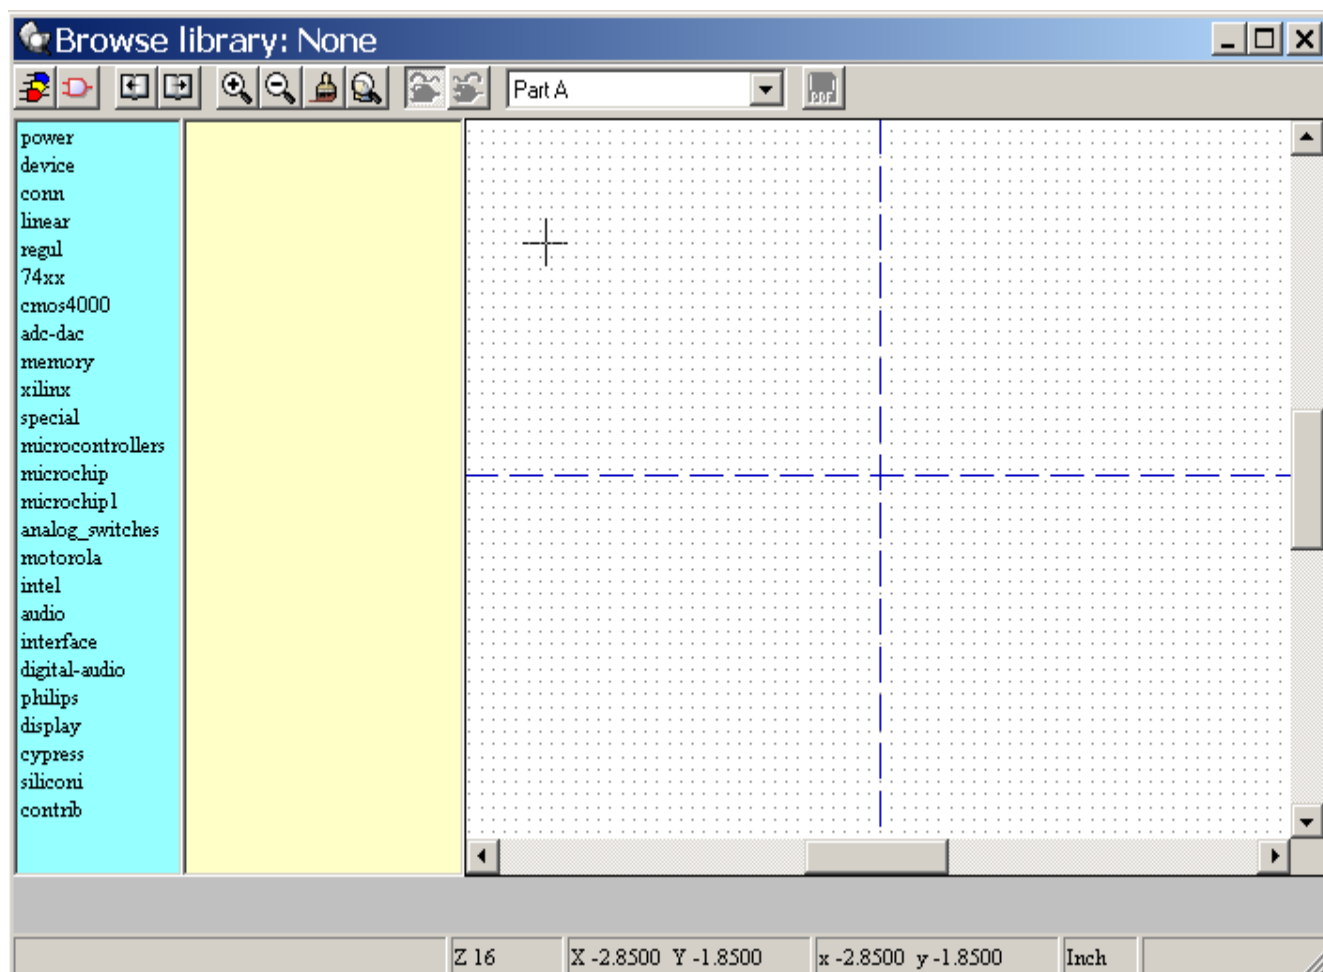 Browse library: None
Part A
PDF
power
device
conn
linear
regul
74xx
cmos4000
adc-dac
memory
xilinx
special
microcontrollers
microchip
microchip1
analog_switches
motorola
intel
audio
interface
digital-audio
philips
display
cypress
siliconi
contrib
Z 16 X -2.8500 Y -1.8500 x -2.8500 y -1.8500 Inch